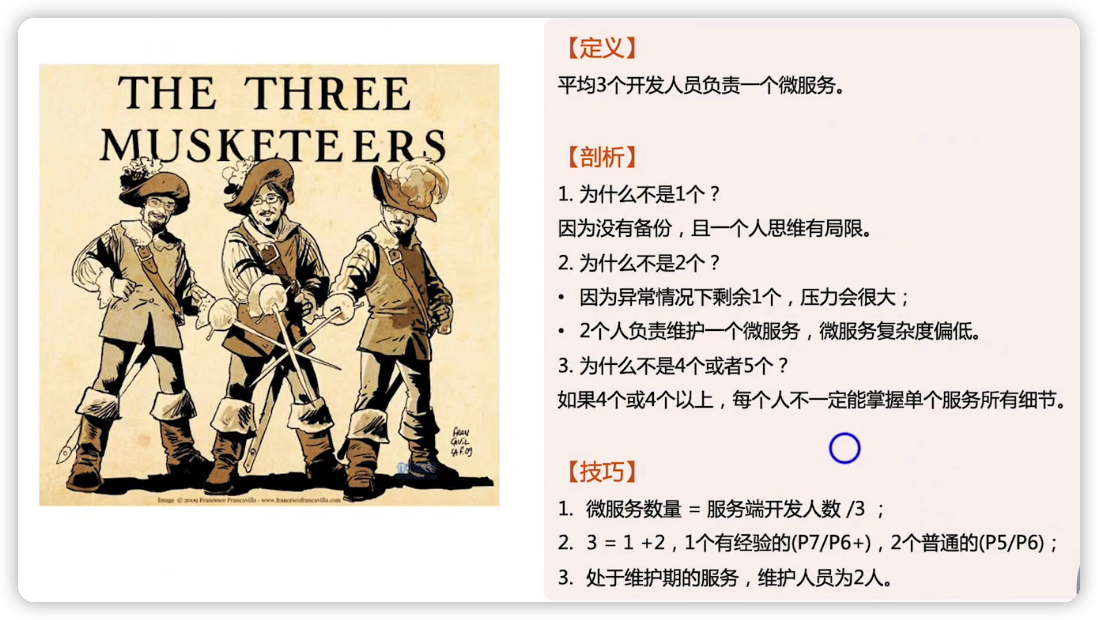 THE THREE
MUSKETEERS
FRAN
CAVIL
LA F.09
Image © 2009 Francesco Francavilla - www.francescofrancavilla.com
【定义】
平均3个开发人员负责一个微服务。
【剖析】
1. 为什么不是1个？
因为没有备份，且一个人思维有局限。
2. 为什么不是2个？
• 因为异常情况下剩余1个，压力会很大；
• 2个人负责维护一个微服务，微服务复杂度偏低。
3. 为什么不是4个或者5个？
如果4个或4个以上，每个人不一定能掌握单个服务所有细节。
【技巧】
1. 微服务数量 = 服务端开发人数 /3 ；
2. 3 = 1 +2，1个有经验的(P7/P6+)，2个普通的(P5/P6)；
3. 处于维护期的服务，维护人员为2人。